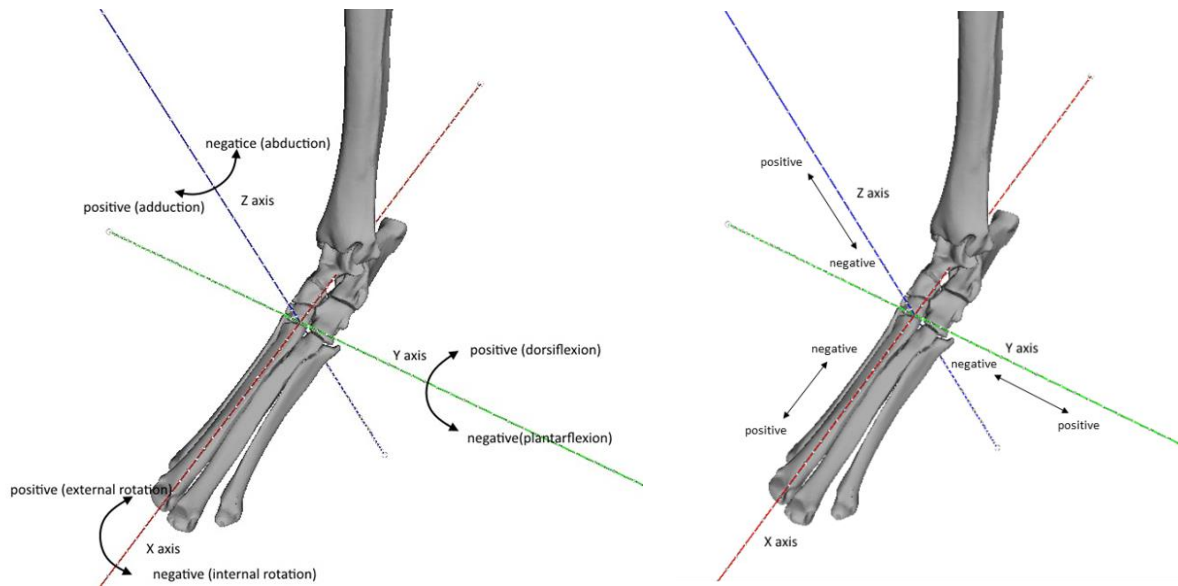 negatice (abduction)
positive (adduction)
Z axis
Y axis
positive (dorsiflexion)
negative(plantarflexion)
positive (external rotation)
X axis
negative (internal rotation)
positive
Z axis
negative
negative
Y axis
negative
positive
positive
X axis